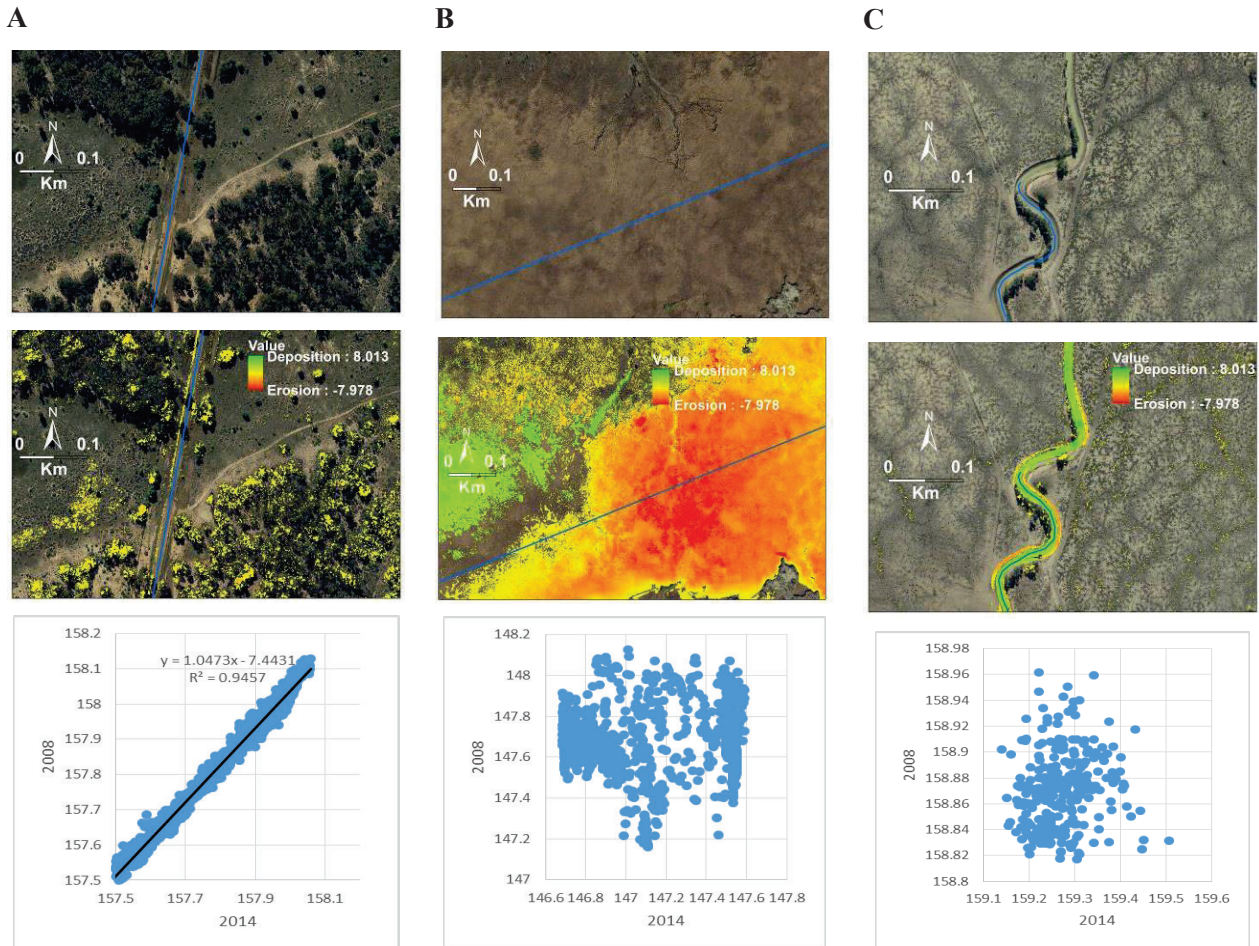 A
B
C
N
0 0.1
Km
N
0 0.1
Km
N
0 0.1
Km
Value
Deposition : 8.013
Erosion : -7.978
N
0 0.1
Km
Value
Deposition : 8.013
Erosion : -7.978
N
0 0.1
Km
Value
Deposition : 8.013
Erosion : -7.978
N
0 0.1
Km
158.2
158.1
158
157.9
157.8
157.7
157.6
157.5
2008
y = 1.0473x - 7.4431
R² = 0.9457
157.5 157.7 157.9 158.1
2014
148.2
148
147.8
147.6
147.4
147.2
147
2008
146.6 146.8 147 147.2 147.4 147.6 147.8
2014
158.98
158.96
158.94
158.92
158.9
158.88
158.86
158.84
158.82
158.8
2008
159.1 159.2 159.3 159.4 159.5 159.6
2014